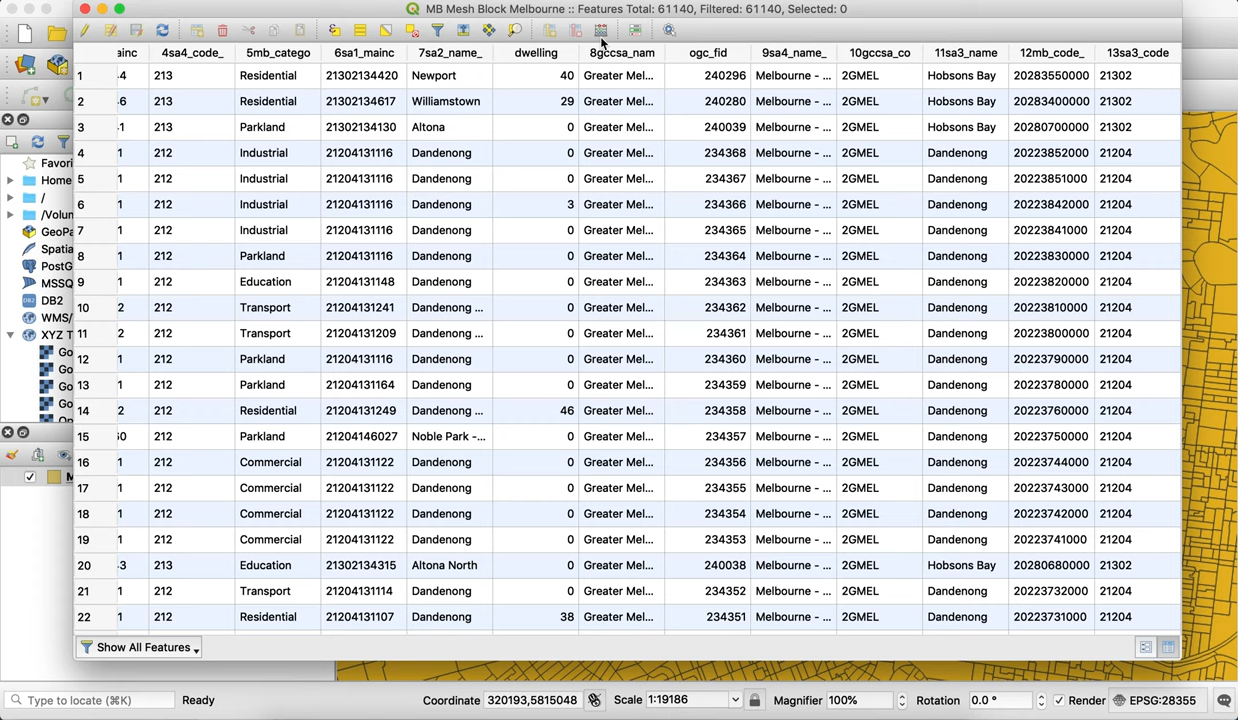 MB Mesh Block Melbourne :: Features Total: 61140, Filtered: 61140, Selected: 0
ainc 4sa4_code_ 5mb_catego 6sa1_mainc 7sa2_name_ dwelling 8gccsa_nam ogc_fid 9sa4_name_ 10gccsa_co 11sa3_name 12mb_code_ 13sa3_code
1 4 213 Residential 21302134420 Newport 40 Greater Mel... 240296 Melbourne - ... 2GMEL Hobsons Bay 20283550000 21302
2 6 213 Residential 21302134617 Williamstown 29 Greater Mel... 240280 Melbourne - ... 2GMEL Hobsons Bay 20283400000 21302
3 1 213 Parkland 21302134130 Altona 0 Greater Mel... 240039 Melbourne - ... 2GMEL Hobsons Bay 20280700000 21302
4 1 212 Industrial 21204131116 Dandenong 0 Greater Mel... 234368 Melbourne - ... 2GMEL Dandenong 20223852000 21204
5 1 212 Industrial 21204131116 Dandenong 0 Greater Mel... 234367 Melbourne - ... 2GMEL Dandenong 20223851000 21204
6 1 212 Industrial 21204131116 Dandenong 3 Greater Mel... 234366 Melbourne - ... 2GMEL Dandenong 20223842000 21204
7 1 212 Industrial 21204131116 Dandenong 0 Greater Mel... 234365 Melbourne - ... 2GMEL Dandenong 20223841000 21204
8 1 212 Parkland 21204131116 Dandenong 0 Greater Mel... 234364 Melbourne - ... 2GMEL Dandenong 20223830000 21204
9 1 212 Education 21204131148 Dandenong 0 Greater Mel... 234363 Melbourne - ... 2GMEL Dandenong 20223820000 21204
10 2 212 Transport 21204131241 Dandenong ... 0 Greater Mel... 234362 Melbourne - ... 2GMEL Dandenong 20223810000 21204
11 2 212 Transport 21204131209 Dandenong ... 0 Greater Mel... 234361 Melbourne - ... 2GMEL Dandenong 20223800000 21204
12 1 212 Parkland 21204131116 Dandenong 0 Greater Mel... 234360 Melbourne - ... 2GMEL Dandenong 20223790000 21204
13 1 212 Parkland 21204131164 Dandenong 0 Greater Mel... 234359 Melbourne - ... 2GMEL Dandenong 20223780000 21204
14 2 212 Residential 21204131249 Dandenong ... 46 Greater Mel... 234358 Melbourne - ... 2GMEL Dandenong 20223760000 21204
15 0 212 Parkland 21204146027 Noble Park -... 0 Greater Mel... 234357 Melbourne - ... 2GMEL Dandenong 20223750000 21204
16 1 212 Commercial 21204131122 Dandenong 0 Greater Mel... 234356 Melbourne - ... 2GMEL Dandenong 20223744000 21204
17 1 212 Commercial 21204131122 Dandenong 0 Greater Mel... 234355 Melbourne - ... 2GMEL Dandenong 20223743000 21204
18 1 212 Commercial 21204131122 Dandenong 0 Greater Mel... 234354 Melbourne - ... 2GMEL Dandenong 20223742000 21204
19 1 212 Commercial 21204131122 Dandenong 0 Greater Mel... 234353 Melbourne - ... 2GMEL Dandenong 20223741000 21204
20 3 213 Education 21302134315 Altona North 0 Greater Mel... 240038 Melbourne - ... 2GMEL Hobsons Bay 20280680000 21302
21 1 212 Transport 21204131114 Dandenong 0 Greater Mel... 234352 Melbourne - ... 2GMEL Dandenong 20223732000 21204
22 1 212 Residential 21204131107 Dandenong 38 Greater Mel... 234351 Melbourne - ... 2GMEL Dandenong 20223731000 21204
Show All Features
Favori
Home
/
/Volun
GeoPa
Spatia
PostG
MSSQ
DB2
WMS/
XYZ T
Go
Go
Go
Go
M
Type to locate (⌘K) Ready Coordinate 320193,5815048 Scale 1:19186 Magnifier 100% Rotation 0.0 ° Render EPSG:28355